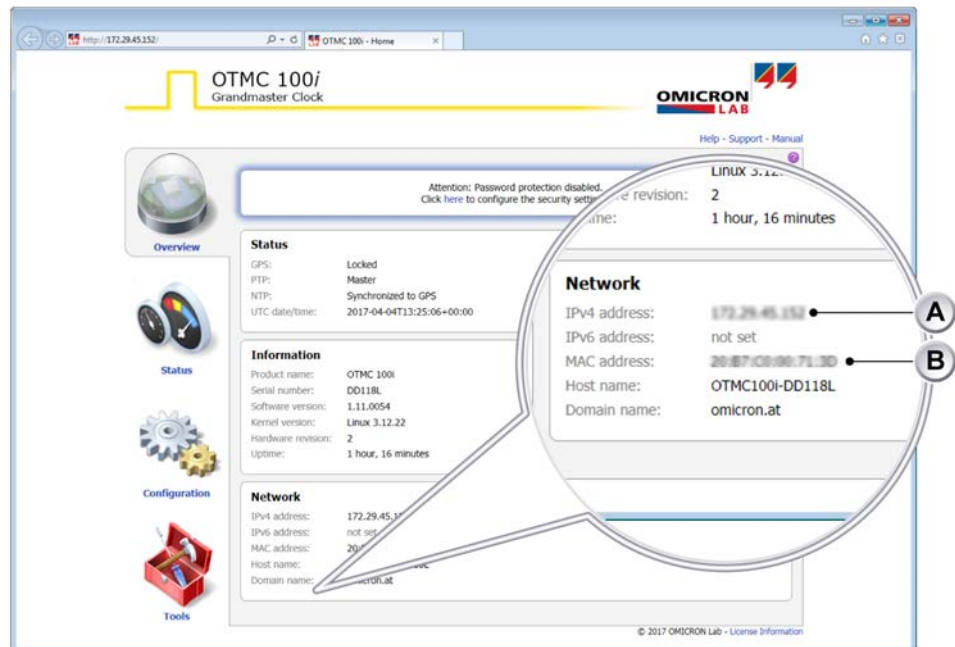 http://172.29.45.152/
OTMC 100i - Home
OTMC 100i
Grandmaster Clock
OMICRON
LAB
Help - Support - Manual
Attention: Password protection disabled.
Click here to configure the security
Overview
Status
GPS: Locked
PTP: Master
NTP: Synchronized to GPS
UTC date/time: 2017-04-04T13:25:06+00:00
Status
Information
Product name: OTMC 100i
Serial number: DD118L
Software version: 1.11.0054
Kernel version: Linux 3.12.22
Hardware revision: 2
Uptime: 1 hour, 16 minutes
Configuration
Network
IPv4 address: 172.29.45.1
IPv6 address: not set
MAC address: 20:
Host name:
Domain name:
Tools
© 2017 OMICRON Lab - License Information
revision: 2
1 hour, 16 minutes
Network
IPv4 address: 172.29.45.152
IPv6 address: not set
MAC address:
Host name: OTMC100i-DD118L
Domain name: omicron.at
A
B